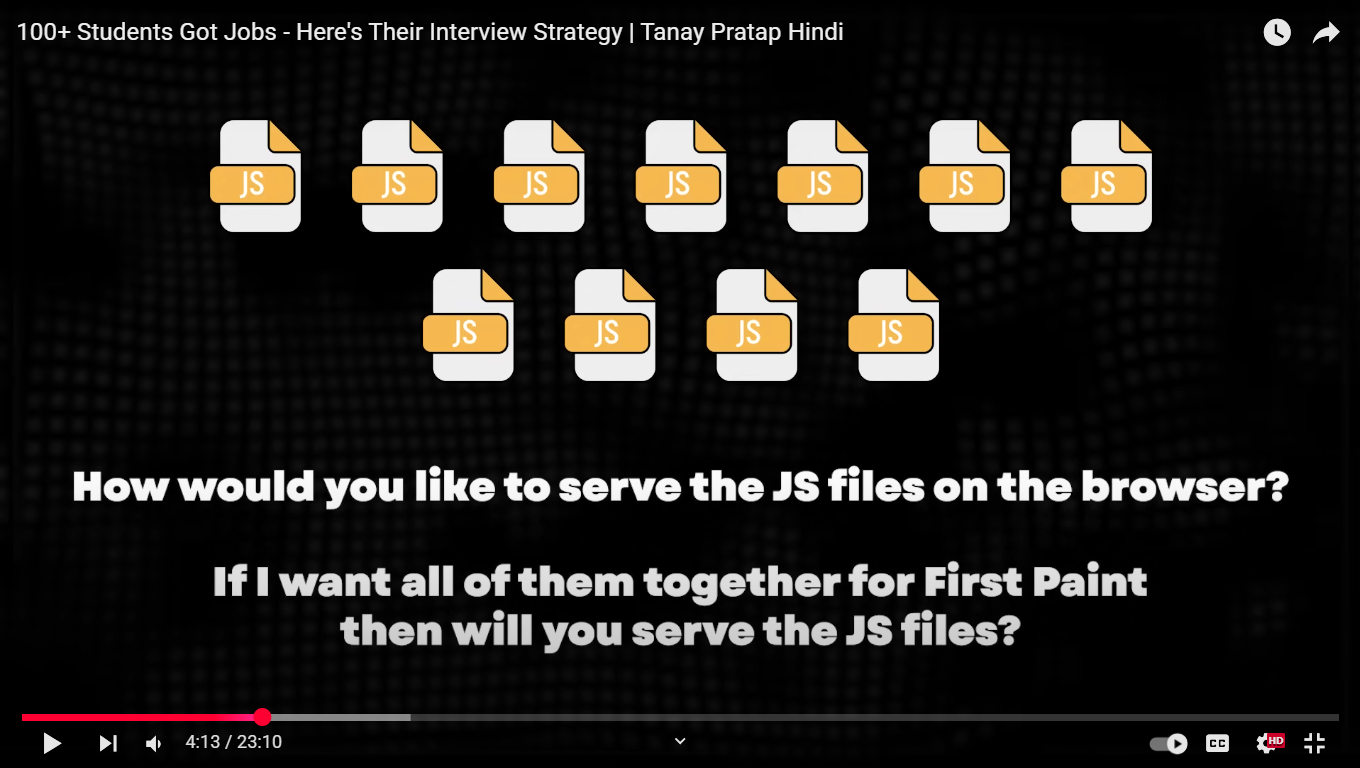 100+ Students Got Jobs - Here's Their Interview Strategy | Tanay Pratap Hindi
JS JS JS JS JS JS JS
JS JS JS JS
How would you like to serve the JS files on the browser?
If I want all of them together for First Paint
then will you serve the JS files?
4:13 / 23:10
CC
HD